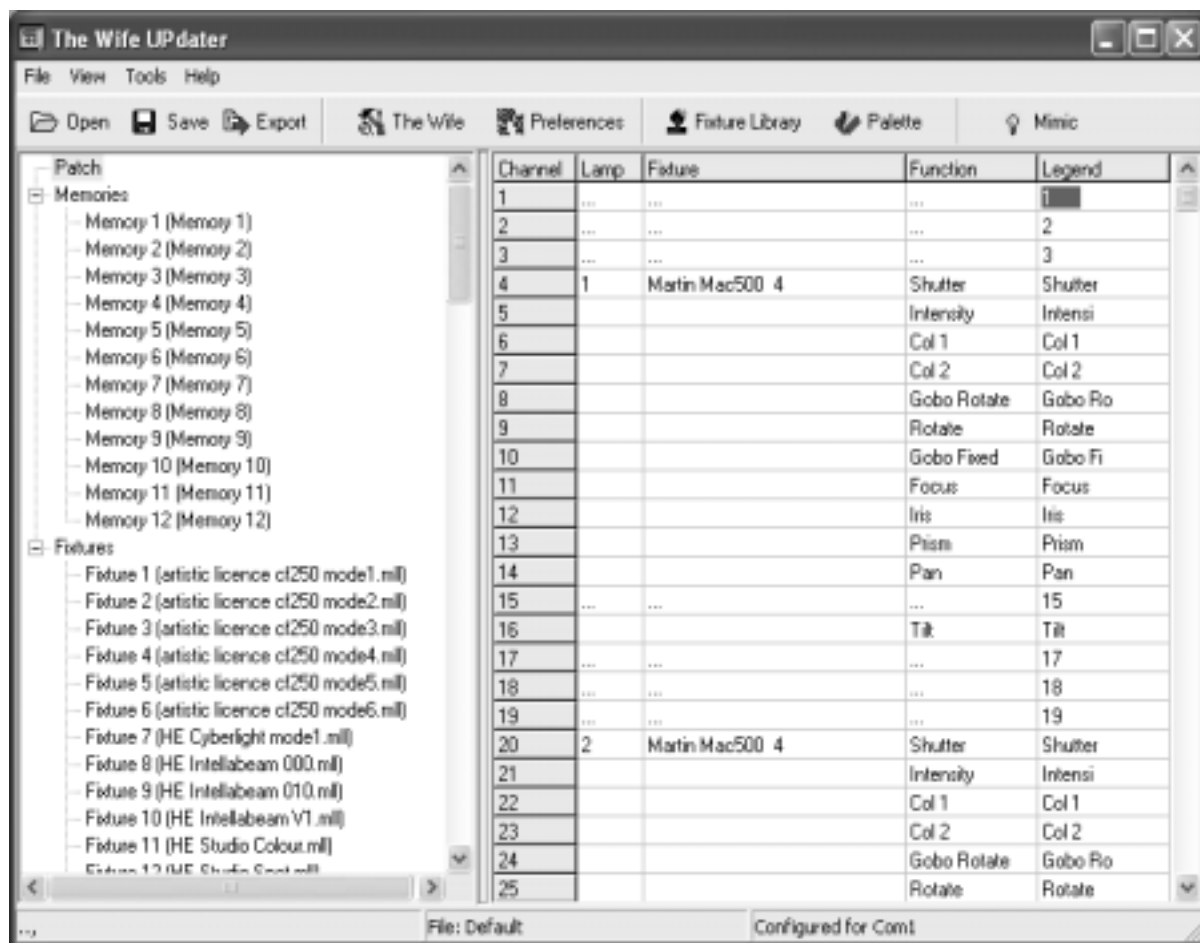 The Wife UPdater
File View Tools Help
Open Save Export The Wife Preferences Fixture Library Palette Mimic
Patch
Memories
Memory 1 (Memory 1)
Memory 2 (Memory 2)
Memory 3 (Memory 3)
Memory 4 (Memory 4)
Memory 5 (Memory 5)
Memory 6 (Memory 6)
Memory 7 (Memory 7)
Memory 8 (Memory 8)
Memory 9 (Memory 9)
Memory 10 (Memory 10)
Memory 11 (Memory 11)
Memory 12 (Memory 12)
Fixtures
Fixture 1 (artistic licence cf250 mode1.mll)
Fixture 2 (artistic licence cf250 mode2.mll)
Fixture 3 (artistic licence cf250 mode3.mll)
Fixture 4 (artistic licence cf250 mode4.mll)
Fixture 5 (artistic licence cf250 mode5.mll)
Fixture 6 (artistic licence cf250 mode6.mll)
Fixture 7 (HE Cyberlight mode1.mll)
Fixture 8 (HE Intellabeam 000.mll)
Fixture 9 (HE Intellabeam 010.mll)
Fixture 10 (HE Intellabeam V1.mll)
Fixture 11 (HE Studio Colour.mll)
Fixture 12 (HE Studio Spot.mll
Channel Lamp Fixture Function Legend
1 ... ... ... 1
2 ... ... ... 2
3 ... ... ... 3
4 1 Martin Mac500 4 Shutter Shutter
5 Intensity Intensi
6 Col 1 Col 1
7 Col 2 Col 2
8 Gobo Rotate Gobo Ro
9 Rotate Rotate
10 Gobo Fixed Gobo Fi
11 Focus Focus
12 Iris Iris
13 Prism Prism
14 Pan Pan
15 ... ... ... 15
16 Tilt Tilt
17 ... ... ... 17
18 ... ... ... 18
19 ... ... ... 19
20 2 Martin Mac500 4 Shutter Shutter
21 Intensity Intensi
22 Col 1 Col 1
23 Col 2 Col 2
24 Gobo Rotate Gobo Ro
25 Rotate Rotate
.., File: Default Configured for Com1